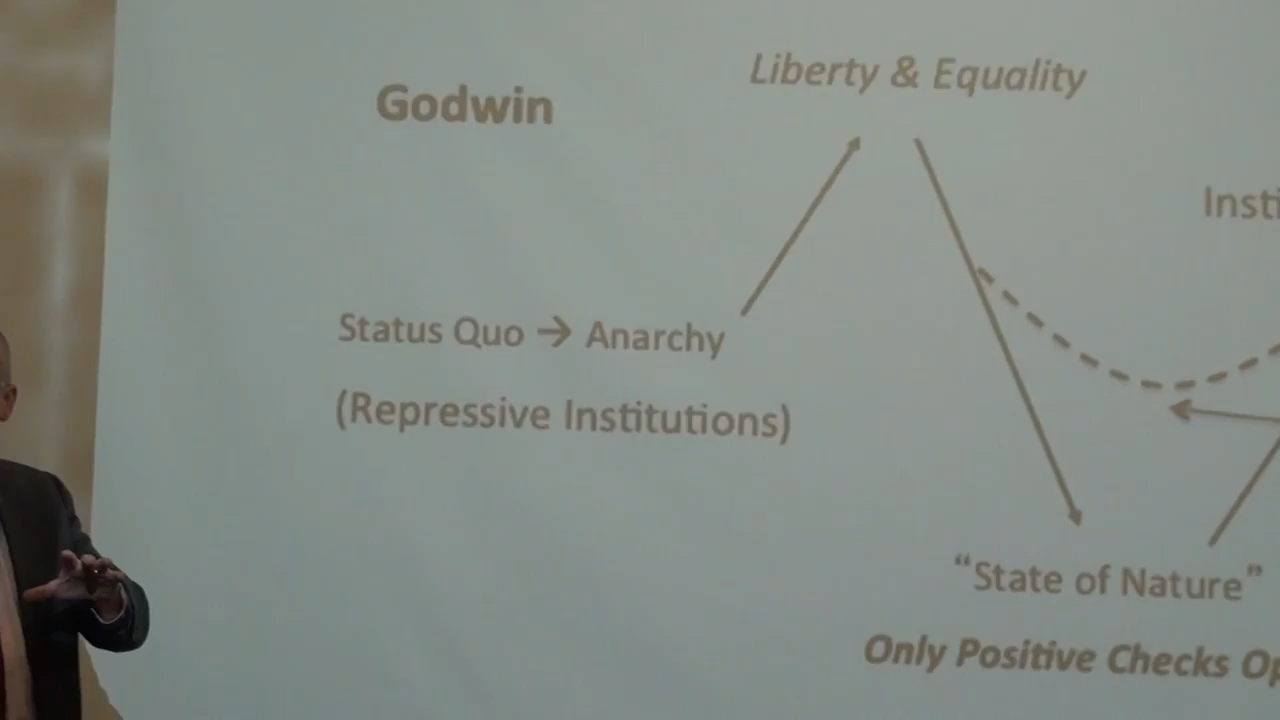 Liberty & Equality
Godwin
Status Quo → Anarchy
(Repressive Institutions)
"State of Nature"
Only Positive Checks